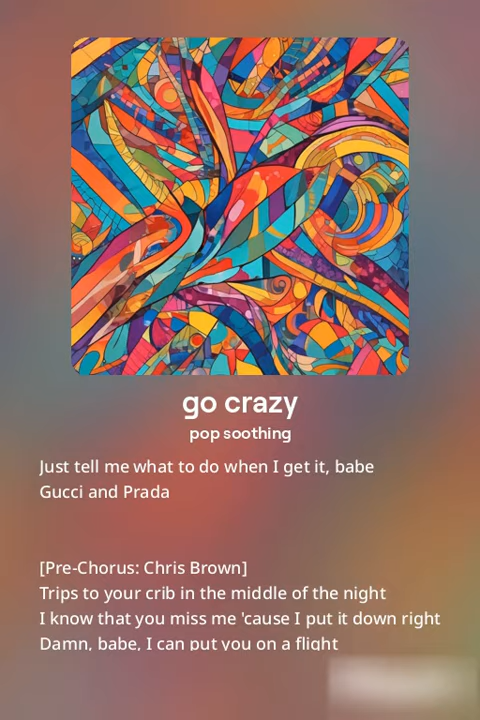 go crazy
pop soothing
Just tell me what to do when I get it, babe
Gucci and Prada
[Pre-Chorus: Chris Brown]
Trips to your crib in the middle of the night
I know that you miss me 'cause I put it down right
Damn, babe, I can put you on a flight